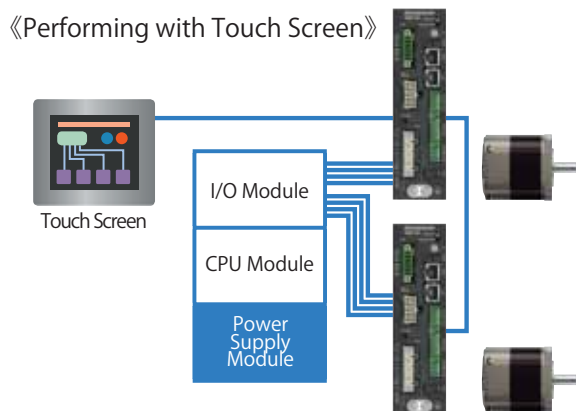 《Performing with Touch Screen》
Touch Screen
I/O Module
CPU Module
Power
Supply
Module